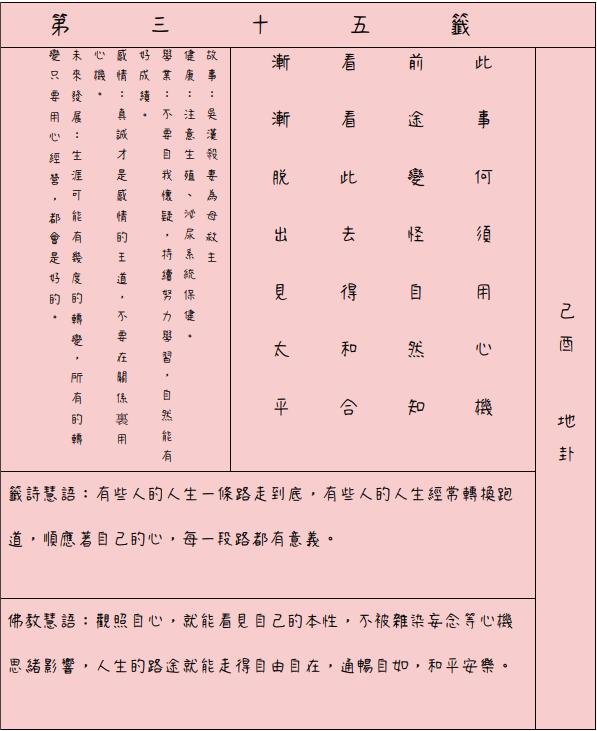 第三十五籤
己酉 地卦
此事何須用心機
前途變怪自然知
看看此去得和合
漸漸脫出見太平
故事：吳漢殺妻為母救主
健康：注意生殖、泌尿系統保健。
學業：不要自我懷疑，持續努力學習，自然能有
好成績。
感情：真誠才是感情的王道，不要在關係裏用
心機。
未來發展：生涯可能有幾度的轉變，所有的轉
變只要用心經營，都會是好的。
籤詩慧語：有些人的人生一條路走到底，有些人的人生經常轉換跑
道，順應著自己的心，每一段路都有意義。
佛教慧語：觀照自心，就能看見自己的本性，不被雜染妄念等心機
思緒影響，人生的路途就能走得自由自在，通暢自如，和平安樂。